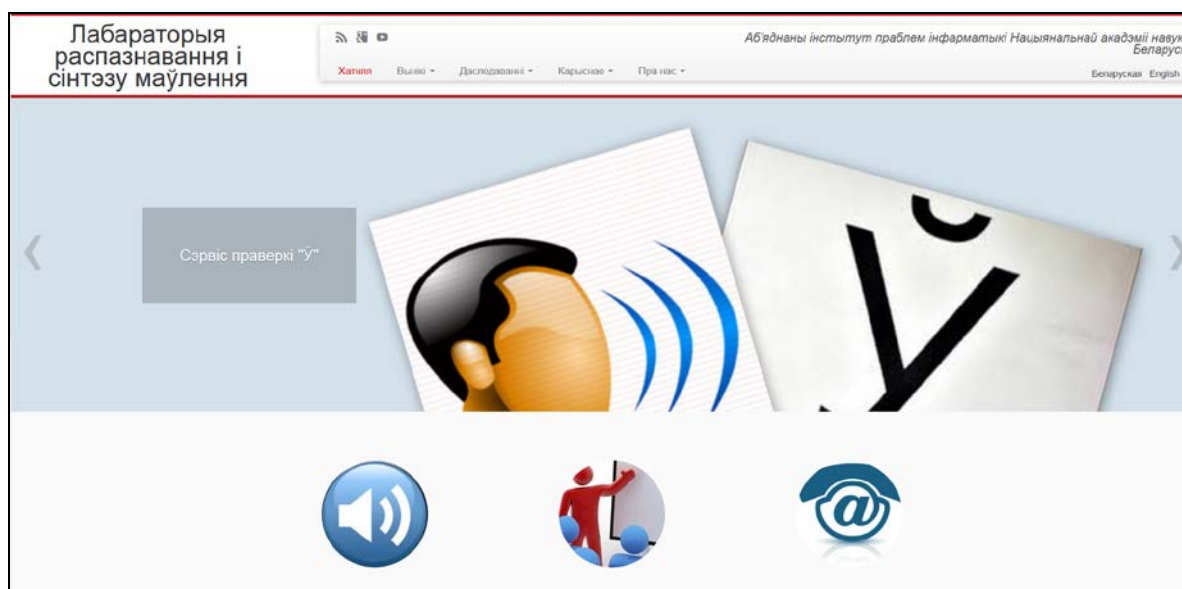 Лабараторыя
распазнавання і
сінтэзу маўлення
Аб'яднаны інстытут праблем інфарматыкі Нацыянальнай акадэміі навук
Беларусі
Хатняя Вынікі Даследаванні Карыснае Пра нас
Беларуская English
Сэрвіс праверкі "Ў"
Ў
@